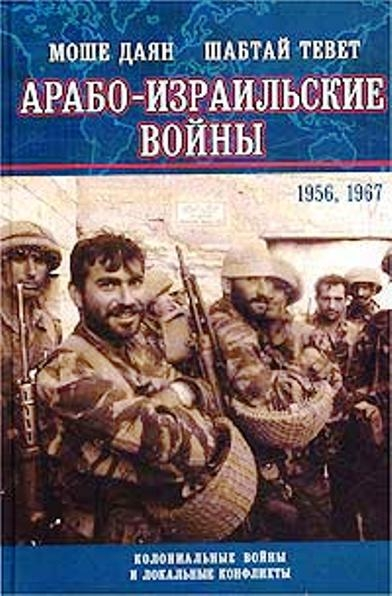 МОШЕ ДАЯН ШАБТАЙ ТЕВЕТ
АРАБО-ИЗРАИЛЬСКИЕ
ВОЙНЫ
1956, 1967
КОЛОНИАЛЬНЫЕ ВОЙНЫ
И ЛОКАЛЬНЫЕ КОНФЛИКТЫ